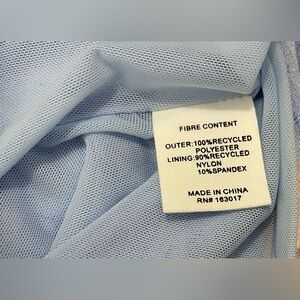 FIBRE CONTENT
OUTER:100%RECYCLED
POLYESTER
LINING:90%RECYCLED
NYLON
10%SPANDEX
MADE IN CHINA
RN# 163017